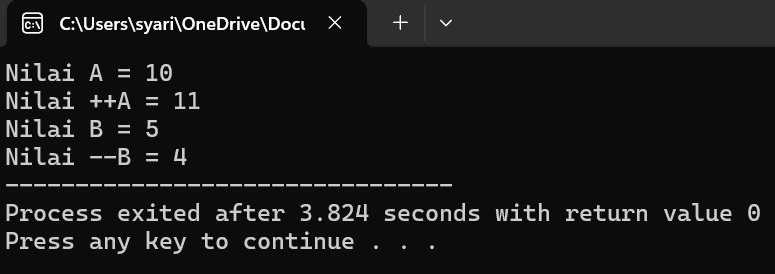 C:\Users\syari\OneDrive\Docu
Nilai A = 10
Nilai ++A = 11
Nilai B = 5
Nilai --B = 4
--------------------------------
Process exited after 3.824 seconds with return value 0
Press any key to continue . . .